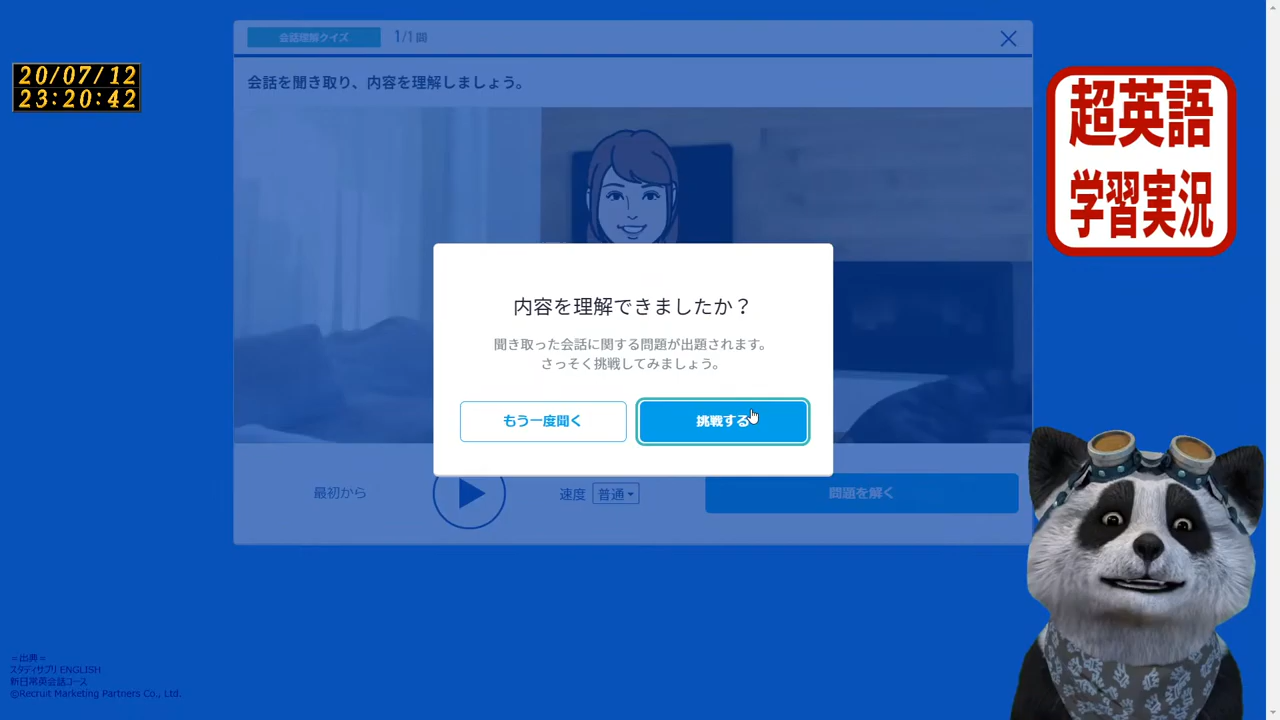 20/07/12
23:20:42
会話理解クイズ
1/1問
会話を聞き取り、内容を理解しましょう。
超英語
学習実況
内容を理解できましたか？
聞き取った会話に関する問題が出題されます。
さっそく挑戦してみましょう。
もう一度聞く
挑戦する
最初から
速度
普通
問題を解く
＝出典＝
スタディサプリ ENGLISH
新日常英会話コース
©Recruit Marketing Partners Co., Ltd.